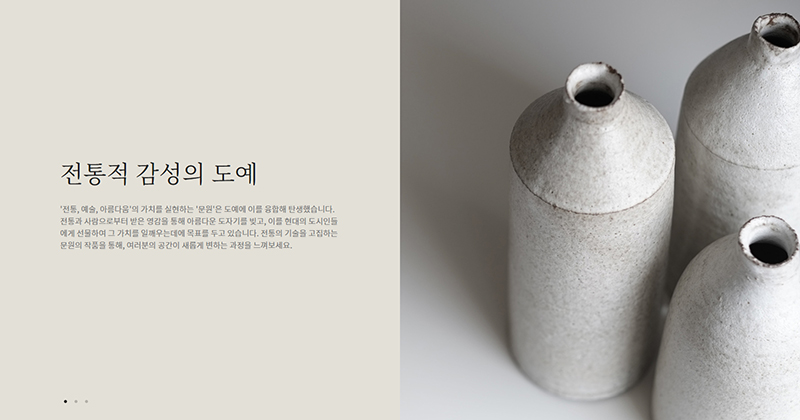 전통적 감성의 도예
'전통, 예술, 아름다움'의 가치를 실현하는 '문원'은 도예에 이를 융합해 탄생했습니다.
전통과 사람으로부터 받은 영감을 통해 아름다운 도자기를 빚고, 이를 현대의 도시인들
에게 선물하여 그 가치를 일깨우는데에 목표를 두고 있습니다. 전통의 기술을 고집하는
문원의 작품을 통해, 여러분의 공간이 새롭게 변하는 과정을 느껴보세요.